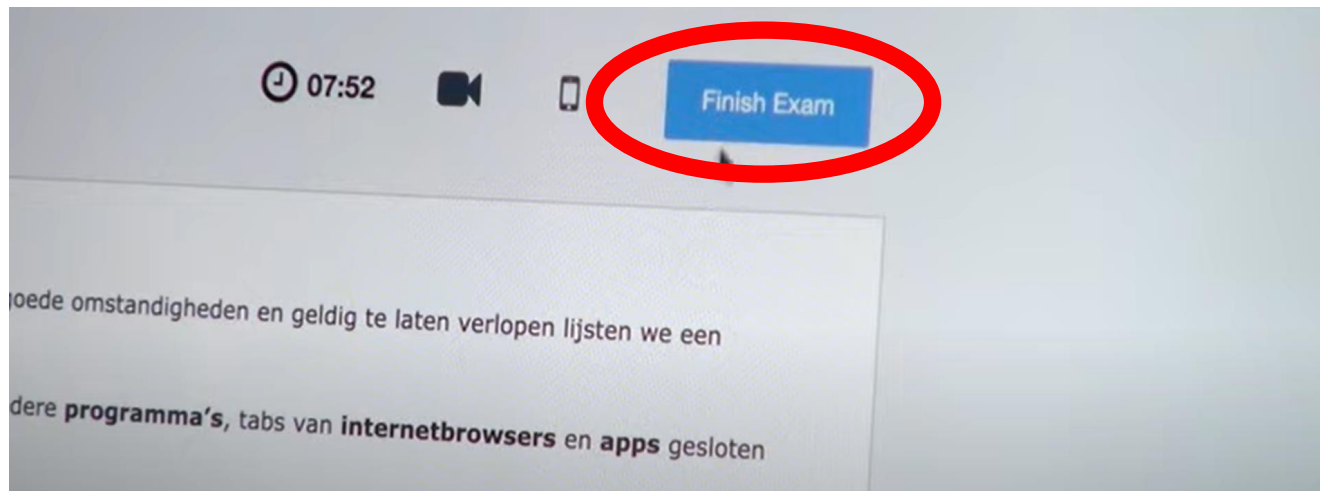 07:52
Finish Exam
goede omstandigheden en geldig te laten verlopen lijsten we een
dere programma's, tabs van internetbrowsers en apps gesloten